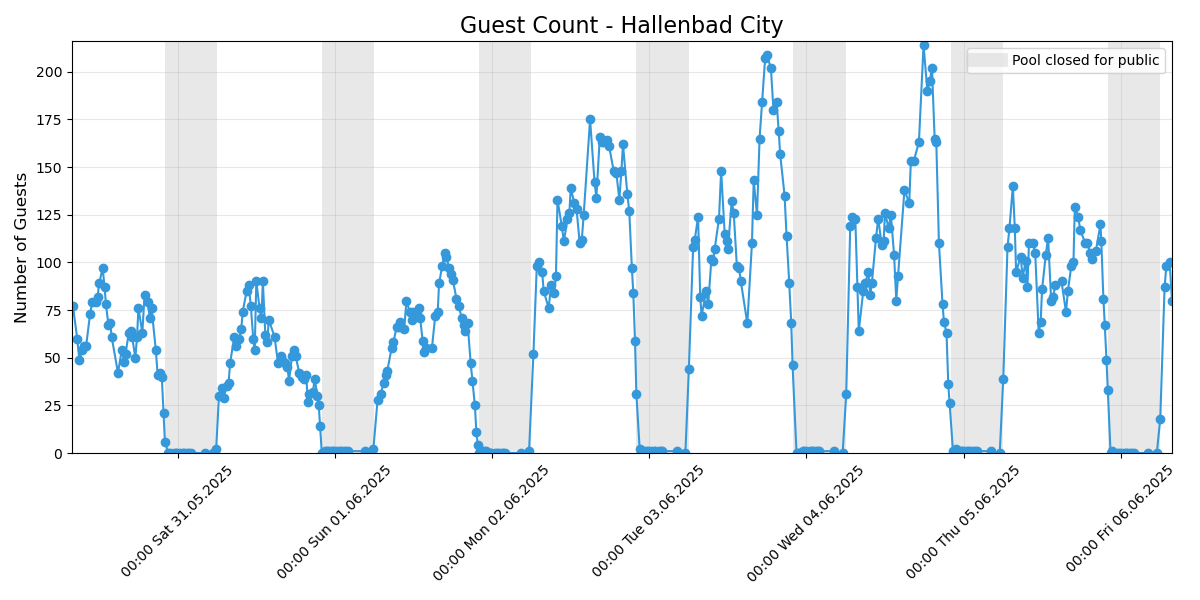 Guest Count - Hallenbad City
Pool closed for public
Number of Guests
200
175
150
125
100
75
50
25
0
00:00 Sat 31.05.2025
00:00 Sun 01.06.2025
00:00 Mon 02.06.2025
00:00 Tue 03.06.2025
00:00 Wed 04.06.2025
00:00 Thu 05.06.2025
00:00 Fri 06.06.2025